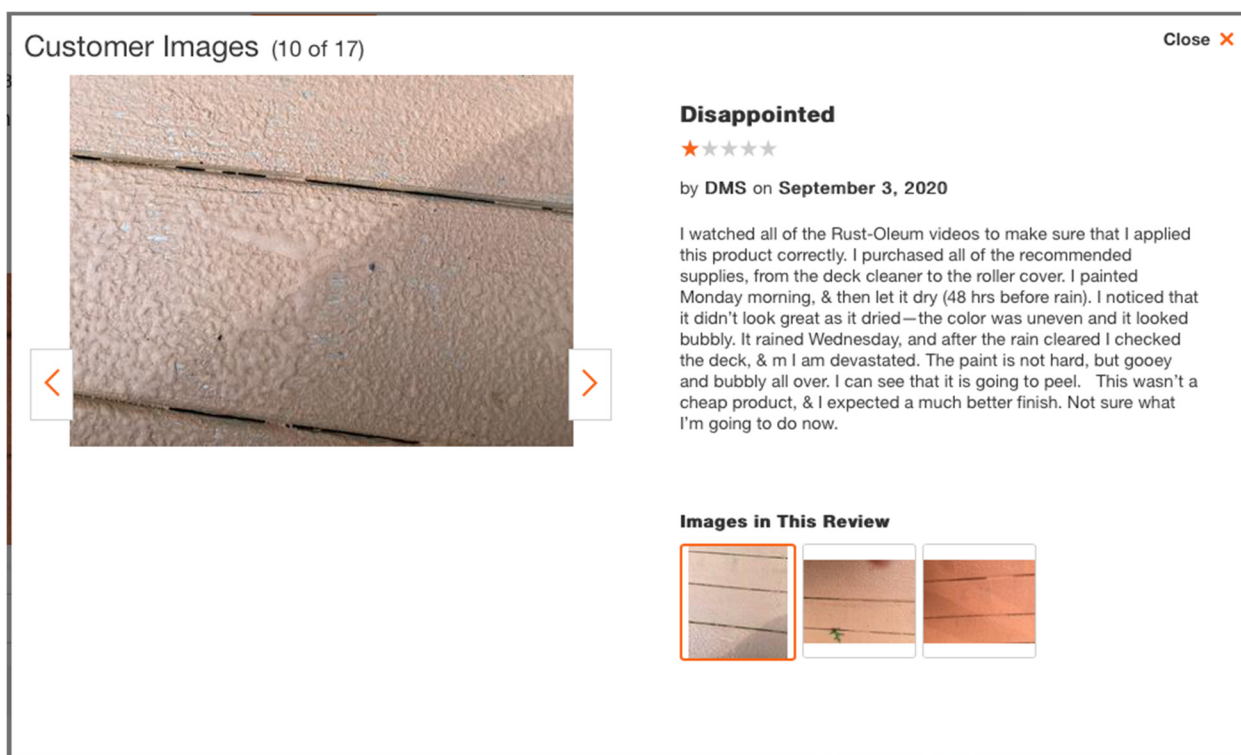 Customer Images (10 of 17)
Close ×
Disappointed
by DMS on September 3, 2020
I watched all of the Rust-Oleum videos to make sure that I applied
this product correctly. I purchased all of the recommended
supplies, from the deck cleaner to the roller cover. I painted
Monday morning, & then let it dry (48 hrs before rain). I noticed that
it didn't look great as it dried—the color was uneven and it looked
bubbly. It rained Wednesday, and after the rain cleared I checked
the deck, & m I am devastated. The paint is not hard, but gooey
and bubbly all over. I can see that it is going to peel.   This wasn't a
cheap product, & I expected a much better finish. Not sure what
I'm going to do now.
Images in This Review